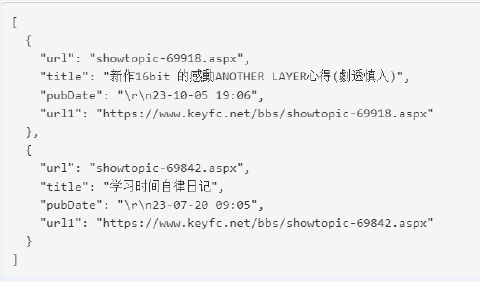 [
  {
    "url": "showtopic-69918.aspx",
    "title": "新作16bit 的感動ANOTHER LAYER心得(劇透慎入)",
    "pubDate": "\r\n23-10-05 19:06",
    "url1": "https://www.keyfc.net/bbs/showtopic-69918.aspx"
  },
  {
    "url": "showtopic-69842.aspx",
    "title": "学习时间自律日记",
    "pubDate": "\r\n23-07-20 09:05",
    "url1": "https://www.keyfc.net/bbs/showtopic-69842.aspx"
  }
]